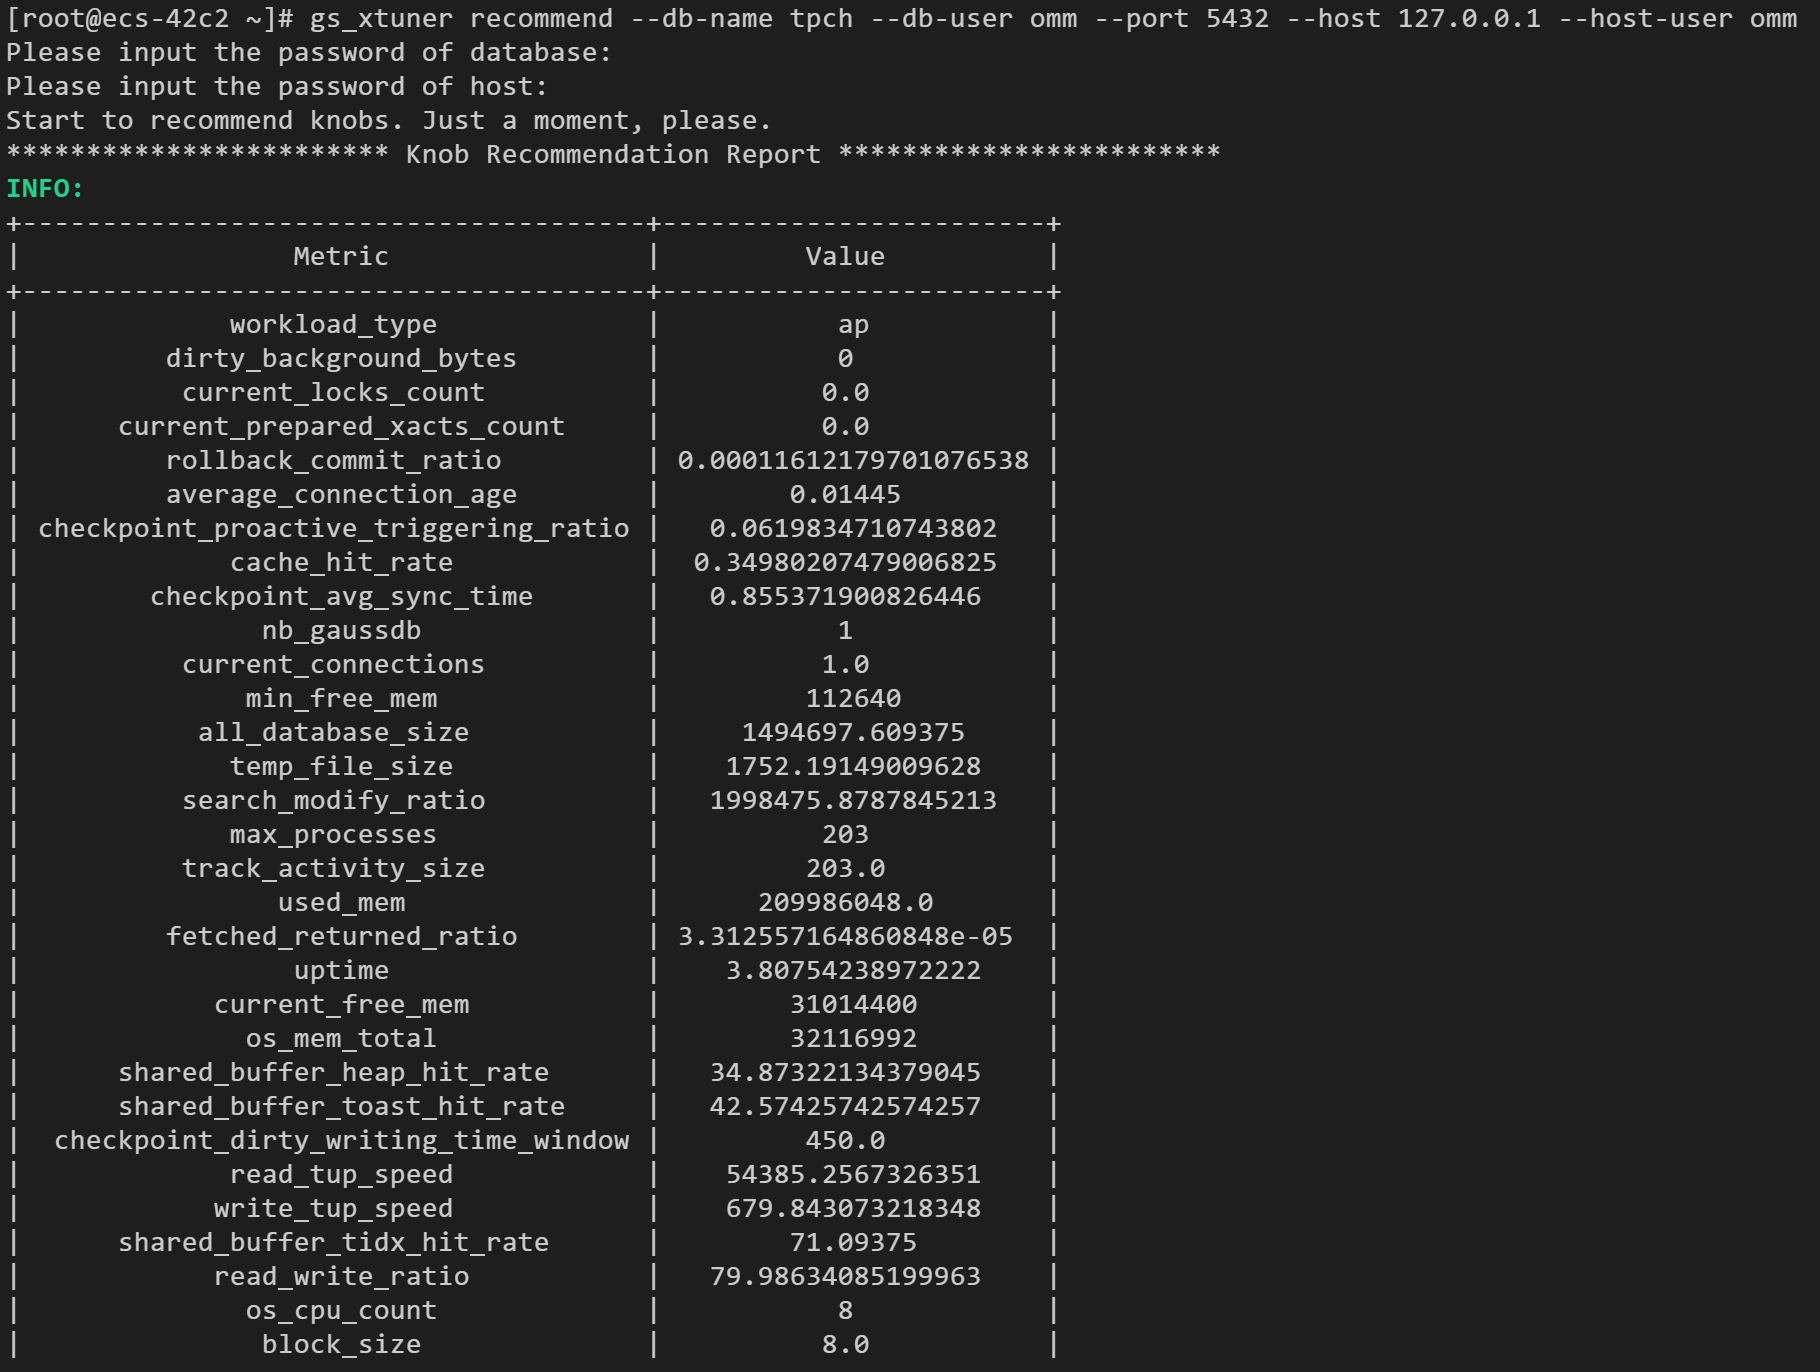 [root@ecs-42c2 ~]# gs_xtuner recommend --db-name tpch --db-user omm --port 5432 --host 127.0.0.1 --host-user omm
Please input the password of database:
Please input the password of host:
Start to recommend knobs. Just a moment, please.
************************ Knob Recommendation Report ************************
INFO:
+---------------------------------------+------------------------+
|                 Metric                |         Value          |
+---------------------------------------+------------------------+
|             workload_type             |           ap           |
|         dirty_background_bytes        |           0            |
|          current_locks_count          |          0.0           |
|      current_prepared_xacts_count     |          0.0           |
|         rollback_commit_ratio         | 0.00011612179701076538 |
|         average_connection_age        |        0.01445         |
| checkpoint_proactive_triggering_ratio |   0.0619834710743802   |
|             cache_hit_rate            |  0.34980207479006825   |
|        checkpoint_avg_sync_time       |   0.855371900826446    |
|               nb_gaussdb              |           1            |
|          current_connections          |          1.0           |
|              min_free_mem             |         112640         |
|           all_database_size           |     1494697.609375     |
|             temp_file_size            |    1752.19149009628    |
|          search_modify_ratio          |   1998475.8787845213   |
|             max_processes             |          203           |
|          track_activity_size          |         203.0          |
|                used_mem               |      209986048.0       |
|         fetched_returned_ratio        | 3.312557164860848e-05  |
|                 uptime                |    3.80754238972222    |
|            current_free_mem           |        31014400        |
|              os_mem_total             |        32116992        |
|      shared_buffer_heap_hit_rate      |   34.87322134379045    |
|      shared_buffer_toast_hit_rate     |   42.57425742574257    |
|  checkpoint_dirty_writing_time_window |         450.0          |
|             read_tup_speed            |    54385.2567326351    |
|            write_tup_speed            |    679.843073218348    |
|      shared_buffer_tidx_hit_rate      |        71.09375        |
|            read_write_ratio           |   79.98634085199963    |
|              os_cpu_count             |           8            |
|               block_size              |          8.0           |